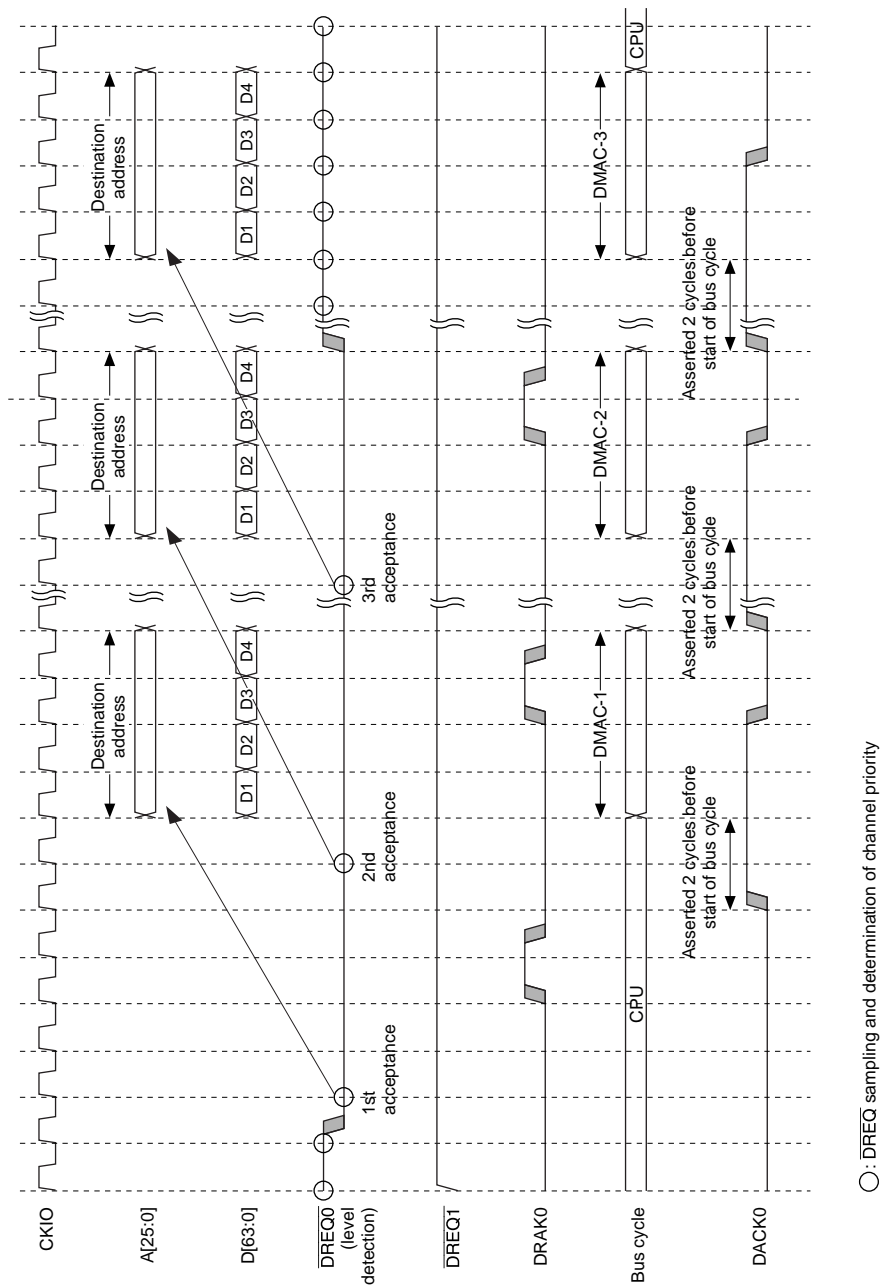 CKIO
A[25:0]
Destination
address
Destination
address
Destination
address
D[63:0]
D1
D2
D3
D4
D1
D2
D3
D4
D1
D2
D3
D4
DREQ0
(level
detection)
1st
acceptance
2nd
acceptance
3rd
acceptance
DREQ1
DRAK0
Bus cycle
CPU
DMAC-1
DMAC-2
DMAC-3
CPU
DACK0
Asserted 2 cycles before
start of bus cycle
Asserted 2 cycles before
start of bus cycle
Asserted 2 cycles before
start of bus cycle
: DREQ sampling and determination of channel priority